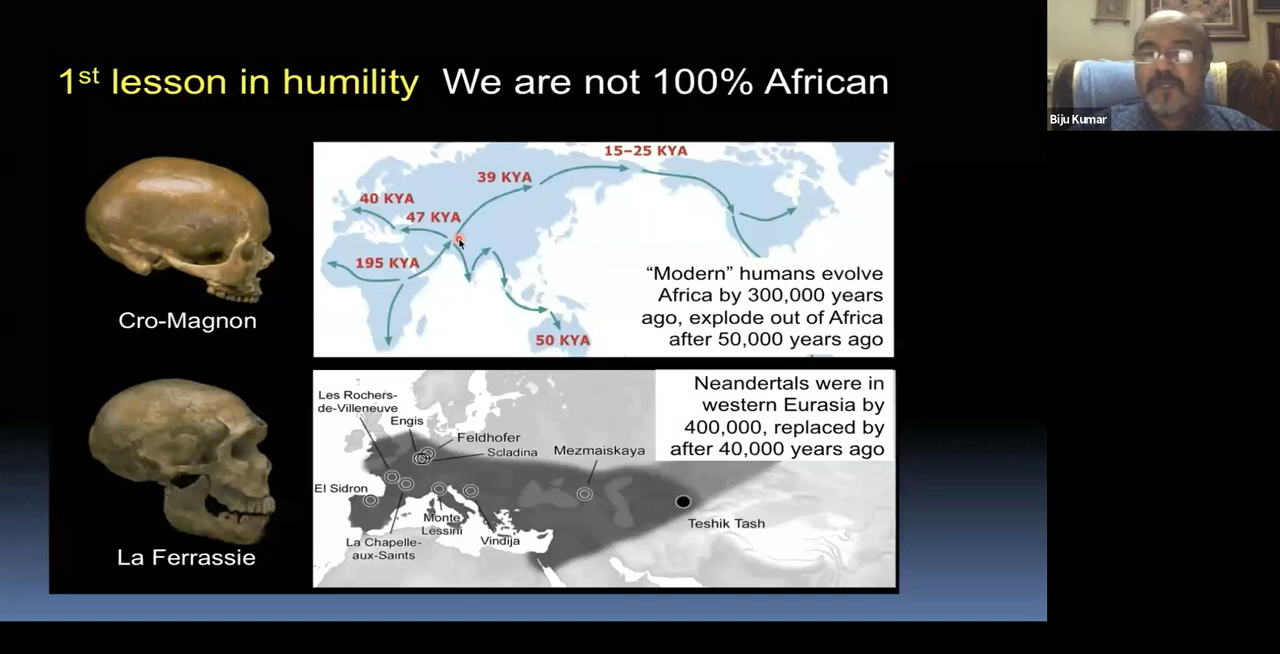 1st lesson in humility We are not 100% African
Biju Kumar
Cro-Magnon
15–25 KYA
39 KYA
40 KYA
47 KYA
195 KYA
50 KYA
“Modern” humans evolve
Africa by 300,000 years
ago, explode out of Africa
after 50,000 years ago
La Ferrassie
Les Rochers-
de-Villeneuve
Engis
Feldhofer
Scladina
Mezmaiskaya
El Sidron
Monte
Lessini
La Chapelle-
aux-Saints
Vindija
Teshik Tash
Neandertals were in
western Eurasia by
400,000, replaced by
after 40,000 years ago